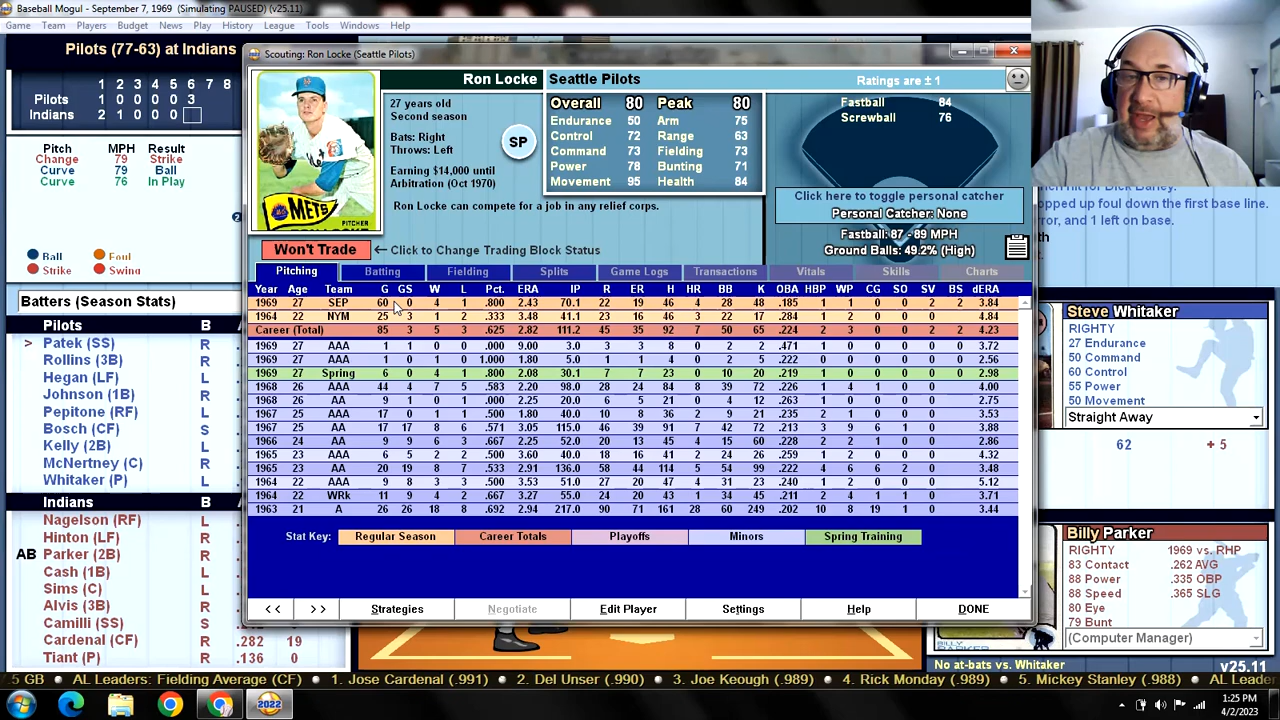 Baseball Mogul - September 7, 1969 (Simulating PAUSED) (v25.11)
Game Team Players Budget News Play History League Tools Windows Help
Pilots (77-63) at Indians
1 2 3 4 5 6 7 8
Pilots 1 0 0 0 0 3
Indians 2 1 0 0 0
Pitches MPH Result
Change 79 Strike
Curve 79 Ball
Curve 76 In Play
Ball Foul
Strike Swing
Batters (Season Stats)
Pilots B
> Patek (SS) R
Rollins (3B) R
Hegan (LF) L
Johnson (1B) R
Pepitone (RF) L
Bosch (CF) S
Kelly (2B) L
McNertney (C) R
Whitaker (P) L
Indians B
Nagelson (RF) L
Hinton (LF) R
AB Parker (2B) R
Cash (1B) L
Sims (C) L
Alvis (3B) R
Camilli (SS) S
Cardenal (CF) R .282 19
Tiant (P) R .136 0
Scouting: Ron Locke (Seattle Pilots)
METS
PITCHER
Ron Locke
27 years old
Second season
Bats: Right
Throws: Left
Earning $14,000 until
Arbitration (Oct 1970)
SP
Ron Locke can compete for a job in any relief corps.
Seattle Pilots Ratings are ± 1
Overall 80 Peak 80
Endurance 50 Arm 75
Control 72 Range 63
Command 73 Fielding 73
Power 78 Bunting 71
Movement 95 Health 84
Fastball 84
Screwball 76
Click here to toggle personal catcher
Personal Catcher: None
Fastball: 87 - 89 MPH
Ground Balls: 49.2% (High)
Won't Trade ← Click to Change Trading Block Status
Pitching Batting Fielding Splits Game Logs Transactions Vitals Skills Charts
Year Age Team G GS W L Pct. ERA IP R ER H HR BB K OBA HBP WP CG SO SV BS dERA
1969 27 SEP 60 0 4 1 .800 2.43 70.1 22 19 46 4 28 48 .185 1 1 0 0 2 2 3.84
1964 22 NYM 25 3 1 2 .333 3.48 41.1 23 16 46 3 22 17 .284 1 2 0 0 0 0 4.84
Career (Total) 85 3 5 3 .625 2.82 111.2 45 35 92 7 50 65 .224 2 3 0 0 2 2 4.23
1969 27 AAA 1 1 0 0 .000 9.00 3.0 3 3 8 0 2 2 .471 1 0 0 0 0 3.72
1969 27 AAA 1 0 1 0 1.000 1.80 5.0 1 1 4 0 2 5 .222 0 0 0 0 0 2.56
1969 27 Spring 6 0 4 1 .800 2.08 30.1 7 7 23 0 10 20 .219 1 0 0 0 0 2.98
1968 26 AAA 44 4 7 5 .583 2.20 98.0 28 24 84 8 39 72 .226 1 4 1 0 0 4.00
1968 26 AA 9 1 0 1 .000 2.25 20.0 6 5 21 0 4 12 .263 1 2 0 0 0 2.75
1967 25 AAA 17 0 1 1 .500 1.80 40.0 10 8 36 2 9 21 .235 2 1 0 0 0 3.53
1967 25 AA 17 17 8 6 .571 3.05 115.0 46 39 91 7 42 72 .213 3 9 6 1 0 3.88
1966 24 AA 9 9 6 3 .667 2.25 52.0 20 13 45 4 15 60 .228 2 2 1 0 0 2.86
1965 23 AAA 6 5 2 2 .500 3.60 40.0 18 16 41 2 24 26 .259 1 2 1 0 0 4.32
1965 23 AA 20 19 8 7 .533 2.91 136.0 58 44 114 5 54 99 .222 4 6 6 2 0 3.48
1964 22 AAA 9 8 3 3 .500 3.53 51.0 27 20 47 4 31 23 .240 1 2 0 0 0 5.12
1964 22 WRk 11 9 4 2 .667 3.27 55.0 24 20 43 1 34 45 .211 2 4 1 1 0 3.71
1963 21 A 26 26 18 8 .692 2.94 217.0 90 71 161 28 60 249 .202 10 8 19 1 0 3.44
Stat Key: Regular Season Career Totals Playoffs Minors Spring Training
<< >> Strategies Negotiate Edit Player Settings Help DONE
opped up foul down the first base line.
ror, and 1 left on base.
Steve Whitaker
27 Endurance
50 Command
60 Control
55 Power
50 Movement
Straight Away
62 + 5
Billy Parker
RIGHTY 1969 vs. RHP
83 Contact .262 AVG
88 Power .335 OBP
88 Speed .365 SLG
80 Eye
79 Bunt
(Computer Manager)
BILLY PARKER
No at-bats vs. Whitaker v25.11
.5 GB • AL Leaders: Fielding Average (CF) • 1. Jose Cardenal (.991) • 2. Del Unser (.990) • 3. Joe Keough (.989) • 4. Rick Monday (.989) • 5. Mickey Stanley (.988) • AL Leader
2022
1:25 PM
4/2/2023